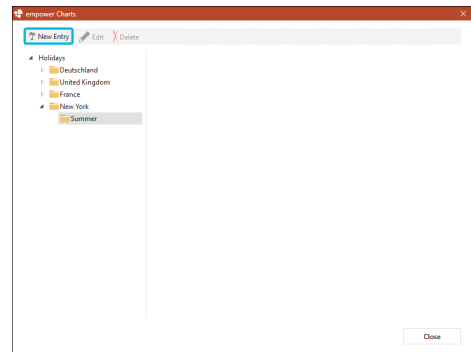 empower Charts
New Entry Edit Delete
Holidays
Deutschland
United Kingdom
France
New York
Summer
Close